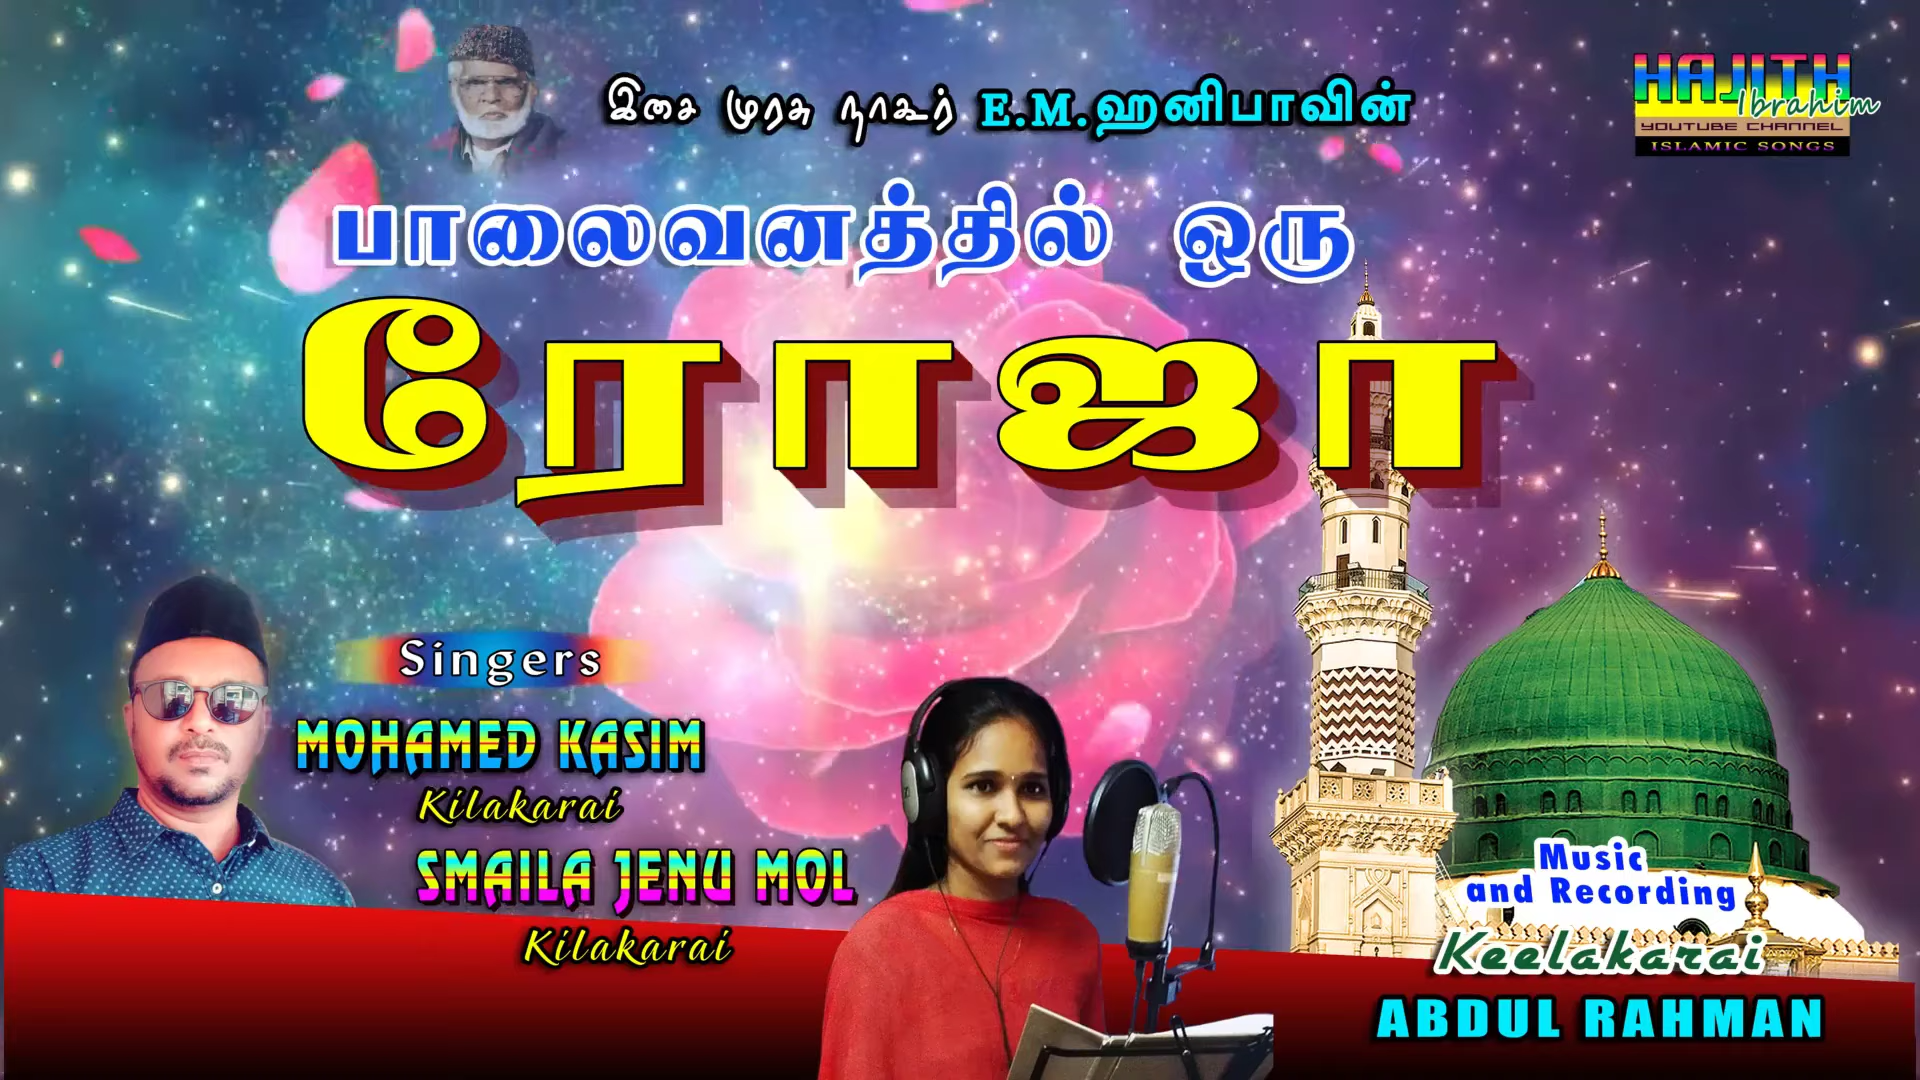 இசை முரசு நாகூர் E.M.ஹனிபாவின்
HAJITH
Ibrahim
YOUTUBE CHANNEL
ISLAMIC SONGS
பாலைவனத்தில் ஒரு
ரோஜா
Singers
MOHAMED KASIM
Kilakarai
SMAILA JENU MOL
Kilakarai
Music
and Recording
Keelakarai
ABDUL RAHMAN